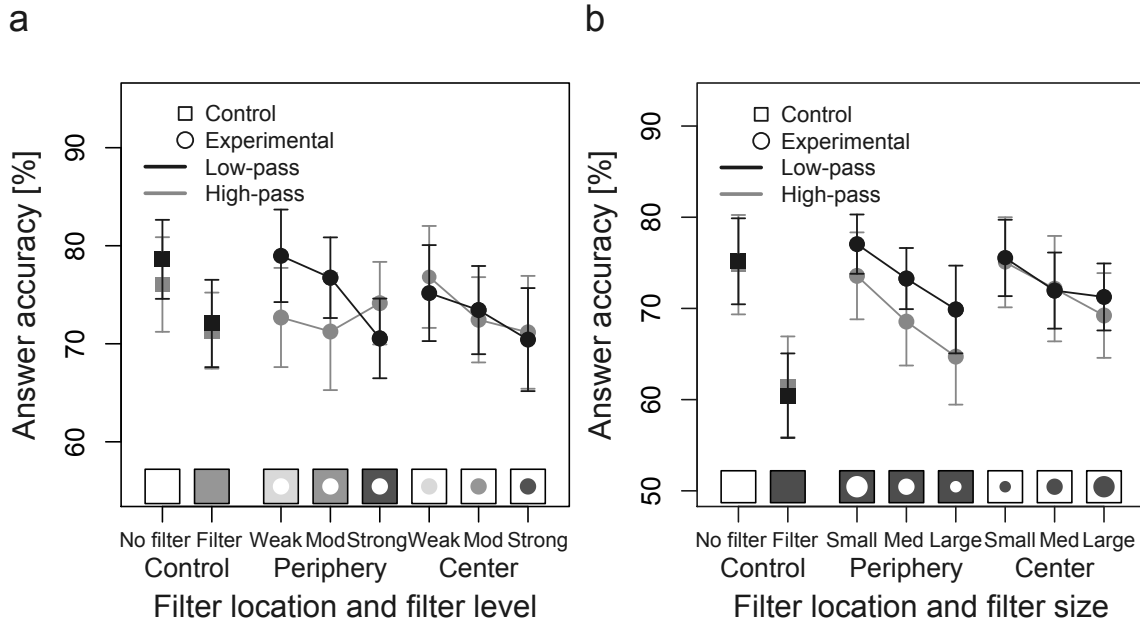 a
Answer accuracy [%]
90
80
70
60
Control
Experimental
Low-pass
High-pass
No filter Filter Weak Mod Strong Weak Mod Strong
Control Periphery Center
Filter location and filter level
b
Answer accuracy [%]
90
80
70
60
50
Control
Experimental
Low-pass
High-pass
No filter Filter Small Med Large Small Med Large
Control Periphery Center
Filter location and filter size